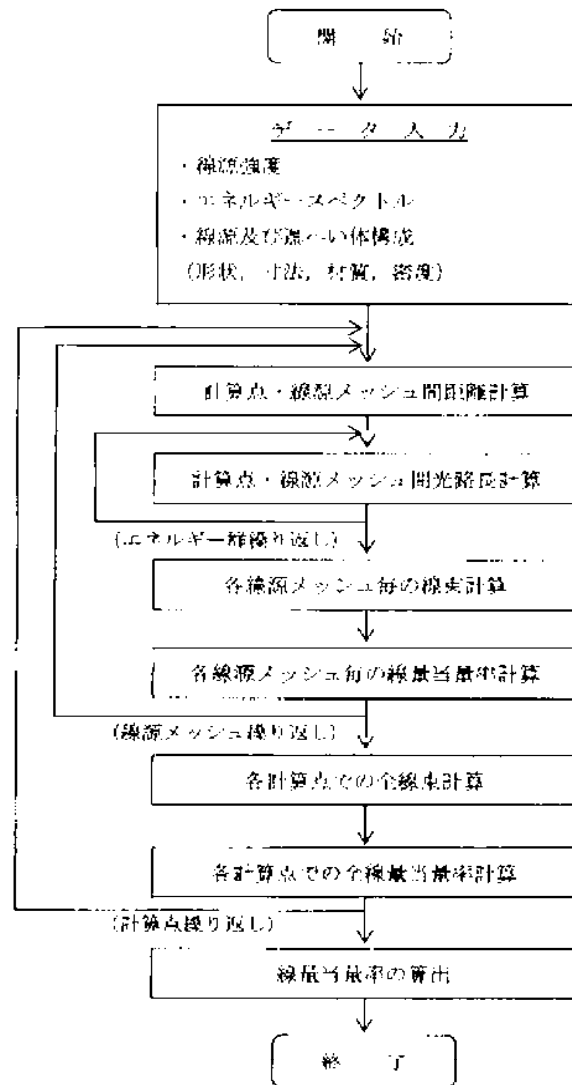 開 始
データ入力
・線源強度
・エネルギースペクトル
・線源及び遮へい体構成
(形状, 寸法, 材質, 密度)
計算点・線源メッシュ間距離計算
計算点・線源メッシュ間光路長計算
(エネルギー群繰り返し)
各線源メッシュ毎の線束計算
各線源メッシュ毎の線量当量率計算
(線源メッシュ繰り返し)
各計算点での全線束計算
各計算点での全線量当量率計算
(計算点繰り返し)
線量当量率の算出
終 了